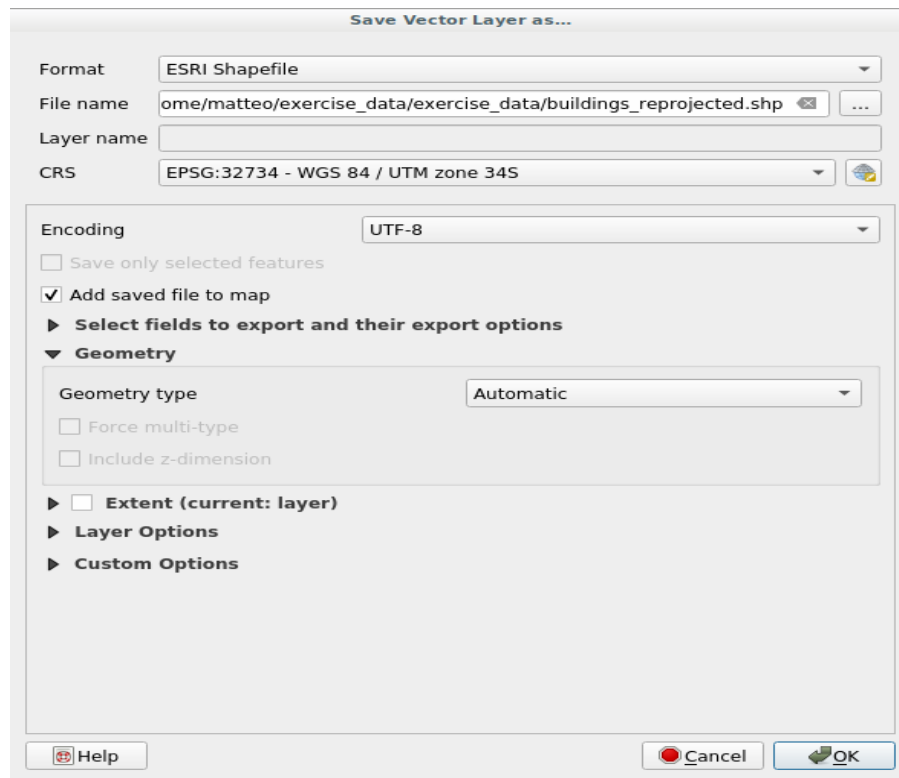 Save Vector Layer as...
Format ESRI Shapefile
File name ome/matteo/exercise_data/exercise_data/buildings_reprojected.shp ...
Layer name
CRS EPSG:32734 - WGS 84 / UTM zone 34S
Encoding UTF-8
Save only selected features
Add saved file to map
Select fields to export and their export options
Geometry
Geometry type Automatic
Force multi-type
Include z-dimension
Extent (current: layer)
Layer Options
Custom Options
Help Cancel OK